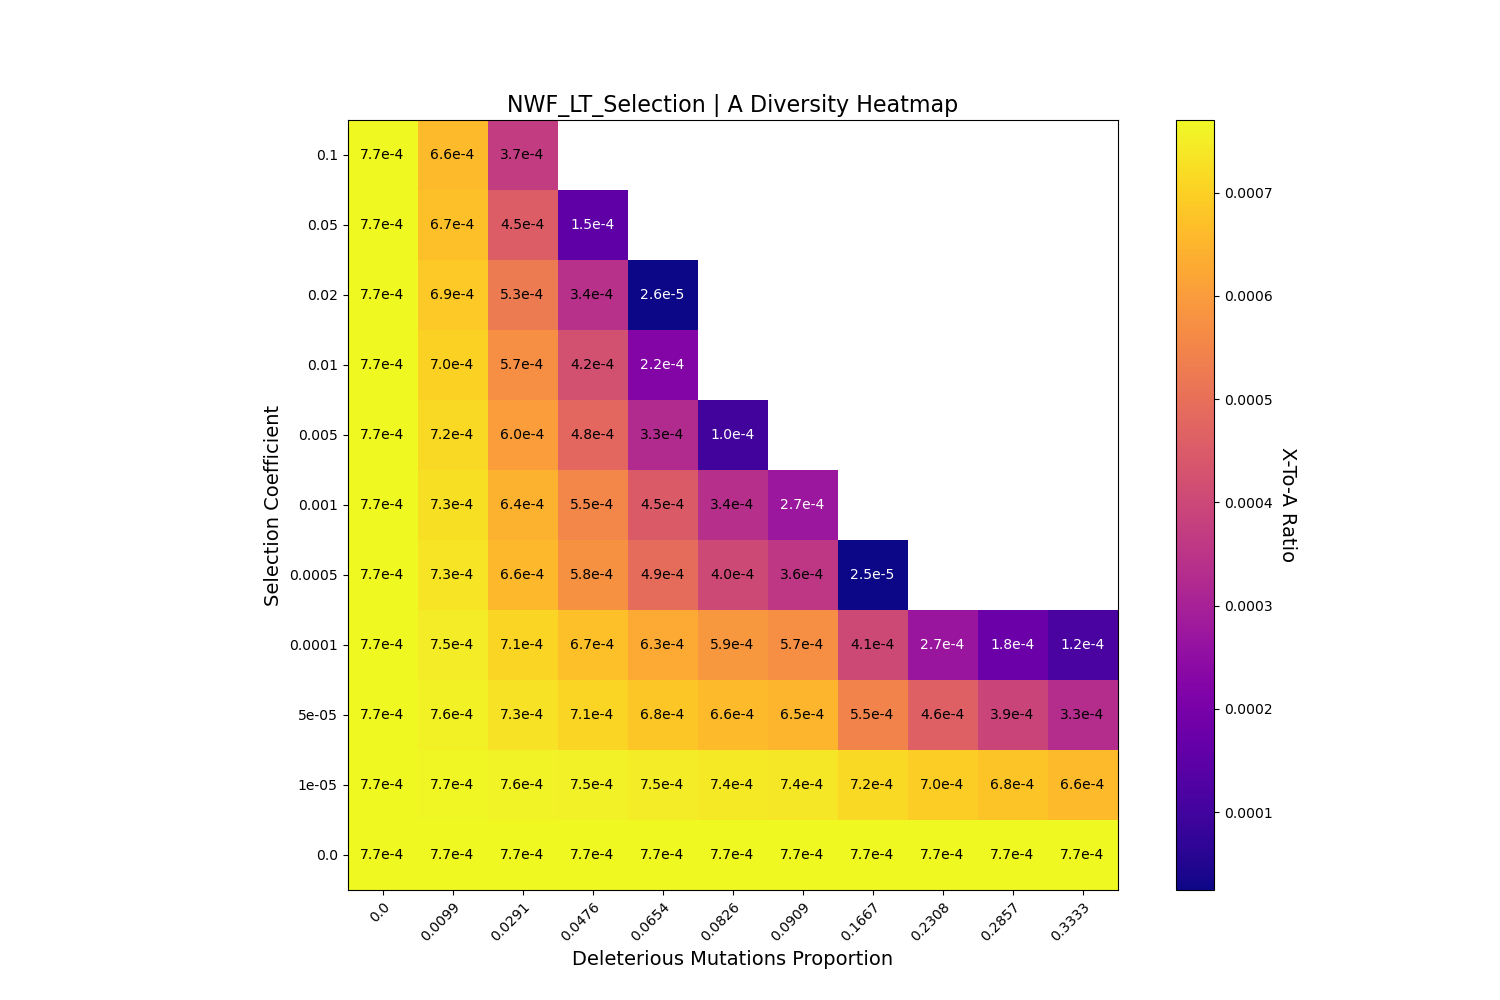 NWF_LT_Selection | A Diversity Heatmap
0.1 7.7e-4 6.6e-4 3.7e-4
0.05 7.7e-4 6.7e-4 4.5e-4 1.5e-4
0.02 7.7e-4 6.9e-4 5.3e-4 3.4e-4 2.6e-5
0.01 7.7e-4 7.0e-4 5.7e-4 4.2e-4 2.2e-4
0.005 7.7e-4 7.2e-4 6.0e-4 4.8e-4 3.3e-4 1.0e-4
0.001 7.7e-4 7.3e-4 6.4e-4 5.5e-4 4.5e-4 3.4e-4 2.7e-4
0.0005 7.7e-4 7.3e-4 6.6e-4 5.8e-4 4.9e-4 4.0e-4 3.6e-4 2.5e-5
0.0001 7.7e-4 7.5e-4 7.1e-4 6.7e-4 6.3e-4 5.9e-4 5.7e-4 4.1e-4 2.7e-4 1.8e-4 1.2e-4
5e-05 7.7e-4 7.6e-4 7.3e-4 7.1e-4 6.8e-4 6.6e-4 6.5e-4 5.5e-4 4.6e-4 3.9e-4 3.3e-4
1e-05 7.7e-4 7.7e-4 7.6e-4 7.5e-4 7.5e-4 7.4e-4 7.4e-4 7.2e-4 7.0e-4 6.8e-4 6.6e-4
0.0 7.7e-4 7.7e-4 7.7e-4 7.7e-4 7.7e-4 7.7e-4 7.7e-4 7.7e-4 7.7e-4 7.7e-4 7.7e-4
0.0 0.0099 0.0291 0.0476 0.0654 0.0826 0.0909 0.1667 0.2308 0.2857 0.3333
Deleterious Mutations Proportion
Selection Coefficient
0.0007
0.0006
0.0005
0.0004
0.0003
0.0002
0.0001
X-To-A Ratio